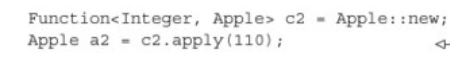 Function<Integer, Apple> c2 = Apple::new;
Apple a2 = c2.apply(110);